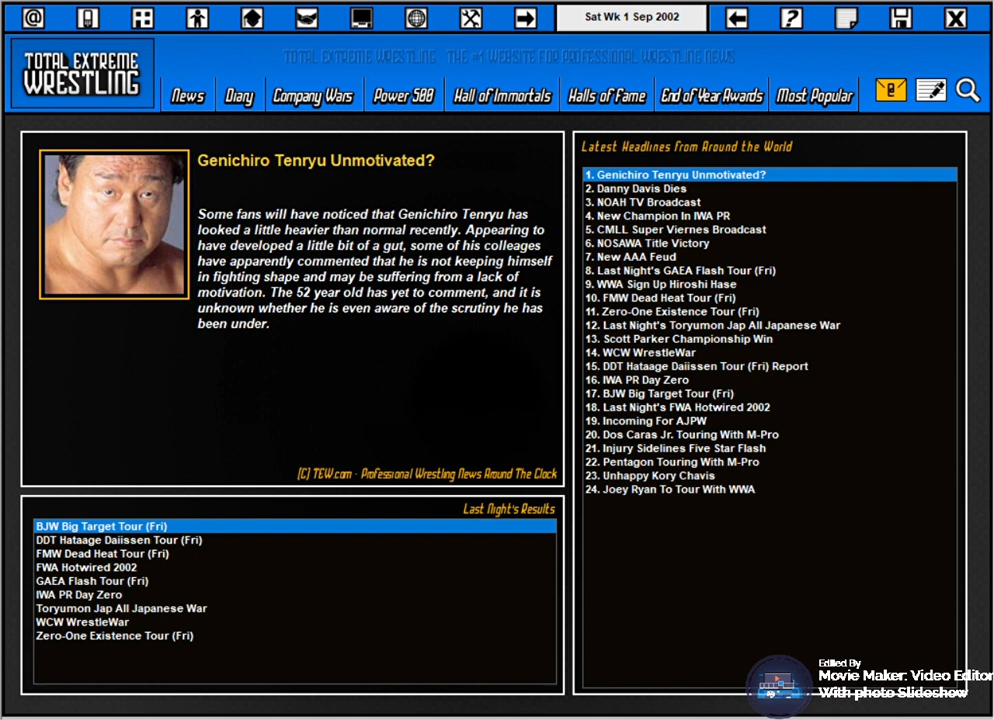 Sat Wk 1 Sep 2002
TOTAL EXTREME
WRESTLING
TOTAL EXTREME WRESTLING THE #1 WEBSITE FOR PROFESSIONAL WRESTLING NEWS
News Diary Company Wars Power 500 Hall of Immortals Halls of Fame End of Year Awards Most Popular
Genichiro Tenryu Unmotivated?
Some fans will have noticed that Genichiro Tenryu has
looked a little heavier than normal recently. Appearing to
have developed a little bit of a gut, some of his colleages
have apparently commented that he is not keeping himself
in fighting shape and may be suffering from a lack of
motivation. The 52 year old has yet to comment, and it is
unknown whether he is even aware of the scrutiny he has
been under.
(C) TEW.com - Professional Wrestling News Around The Clock
Last Night's Results
BJW Big Target Tour (Fri)
DDT Hataage Daiissen Tour (Fri)
FMW Dead Heat Tour (Fri)
FWA Hotwired 2002
GAEA Flash Tour (Fri)
IWA PR Day Zero
Toryumon Jap All Japanese War
WCW WrestleWar
Zero-One Existence Tour (Fri)
Latest Headlines from Around the World
1. Genichiro Tenryu Unmotivated?
2. Danny Davis Dies
3. NOAH TV Broadcast
4. New Champion In IWA PR
5. CMLL Super Viernes Broadcast
6. NOSAWA Title Victory
7. New AAA Feud
8. Last Night's GAEA Flash Tour (Fri)
9. WWA Sign Up Hiroshi Hase
10. FMW Dead Heat Tour (Fri)
11. Zero-One Existence Tour (Fri)
12. Last Night's Toryumon Jap All Japanese War
13. Scott Parker Championship Win
14. WCW WrestleWar
15. DDT Hataage Daiissen Tour (Fri) Report
16. IWA PR Day Zero
17. BJW Big Target Tour (Fri)
18. Last Night's FWA Hotwired 2002
19. Incoming For AJPW
20. Dos Caras Jr. Touring With M-Pro
21. Injury Sidelines Five Star Flash
22. Pentagon Touring With M-Pro
23. Unhappy Kory Chavis
24. Joey Ryan To Tour With WWA
Edited By
Movie Maker: Video Editor
With photo Slideshow